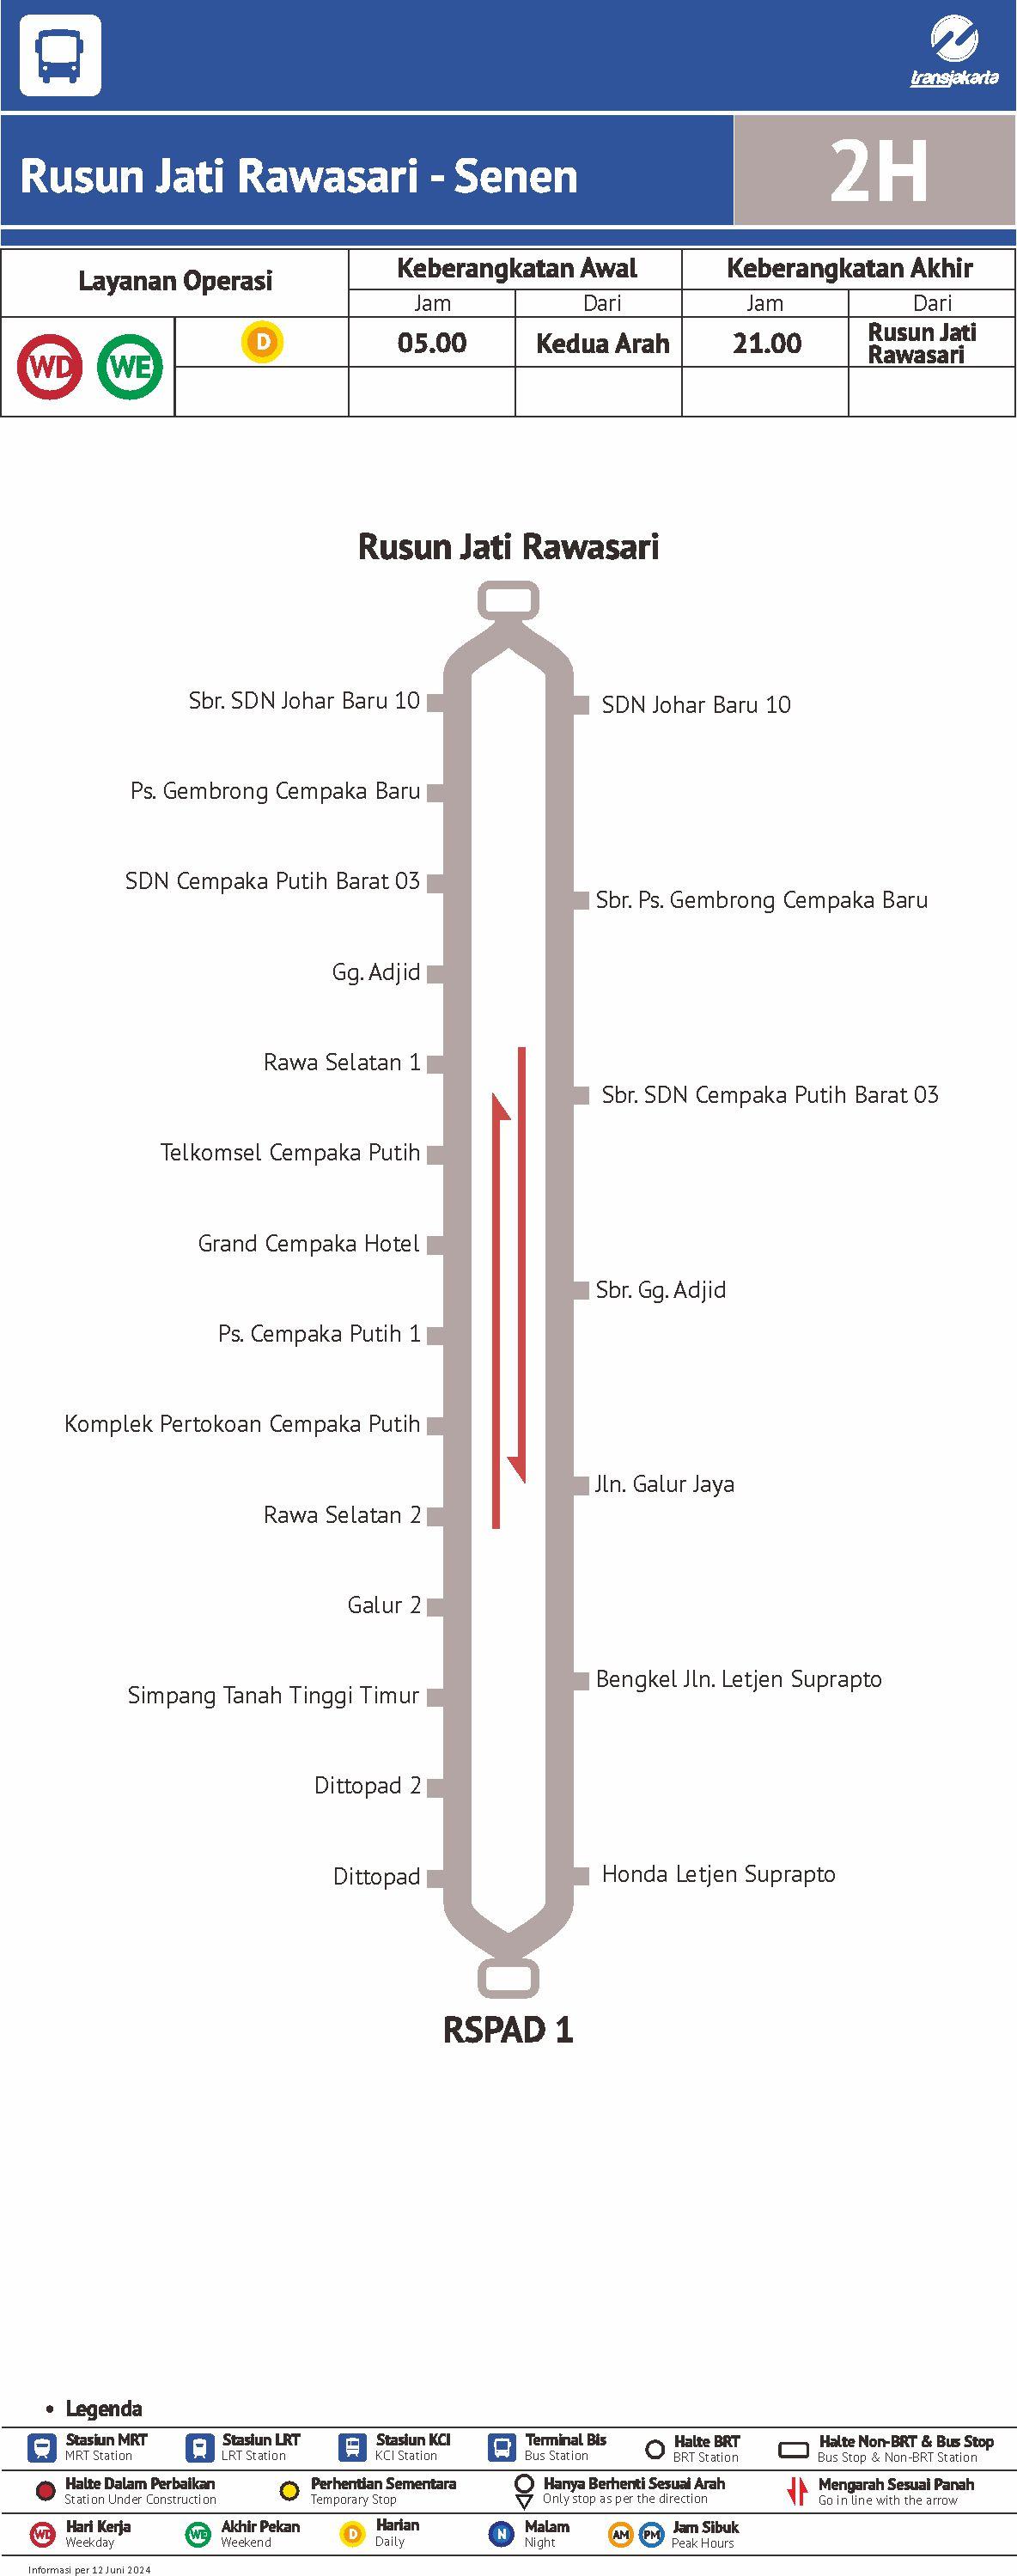 transjakarta
Rusun Jati Rawasari - Senen
2H
Layanan Operasi
Keberangkatan Awal
Keberangkatan Akhir
Jam
Dari
Jam
Dari
WD
WE
D
05.00
Kedua Arah
21.00
Rusun Jati
Rawasari
Rusun Jati Rawasari
Sbr. SDN Johar Baru 10
SDN Johar Baru 10
Ps. Gembrong Cempaka Baru
SDN Cempaka Putih Barat 03
Sbr. Ps. Gembrong Cempaka Baru
Gg. Adjid
Rawa Selatan 1
Sbr. SDN Cempaka Putih Barat 03
Telkomsel Cempaka Putih
Grand Cempaka Hotel
Sbr. Gg. Adjid
Ps. Cempaka Putih 1
Komplek Pertokoan Cempaka Putih
Jln. Galur Jaya
Rawa Selatan 2
Galur 2
Bengkel Jln. Letjen Suprapto
Simpang Tanah Tinggi Timur
Dittopad 2
Dittopad
Honda Letjen Suprapto
RSPAD 1
• Legenda
Stasiun MRT
MRT Station
Stasiun LRT
LRT Station
Stasiun KCI
KCI Station
Terminal Bis
Bus Station
Halte BRT
BRT Station
Halte Non-BRT & Bus Stop
Bus Stop & Non-BRT Station
Halte Dalam Perbaikan
Station Under Construction
Perhentian Sementara
Temporary Stop
Hanya Berhenti Sesuai Arah
Only stop as per the direction
Mengarah Sesuai Panah
Go in line with the arrow
WD
Hari Kerja
Weekday
WE
Akhir Pekan
Weekend
D
Harian
Daily
N
Malam
Night
AM
PM
Jam Sibuk
Peak Hours
Informasi per 12 Juni 2024